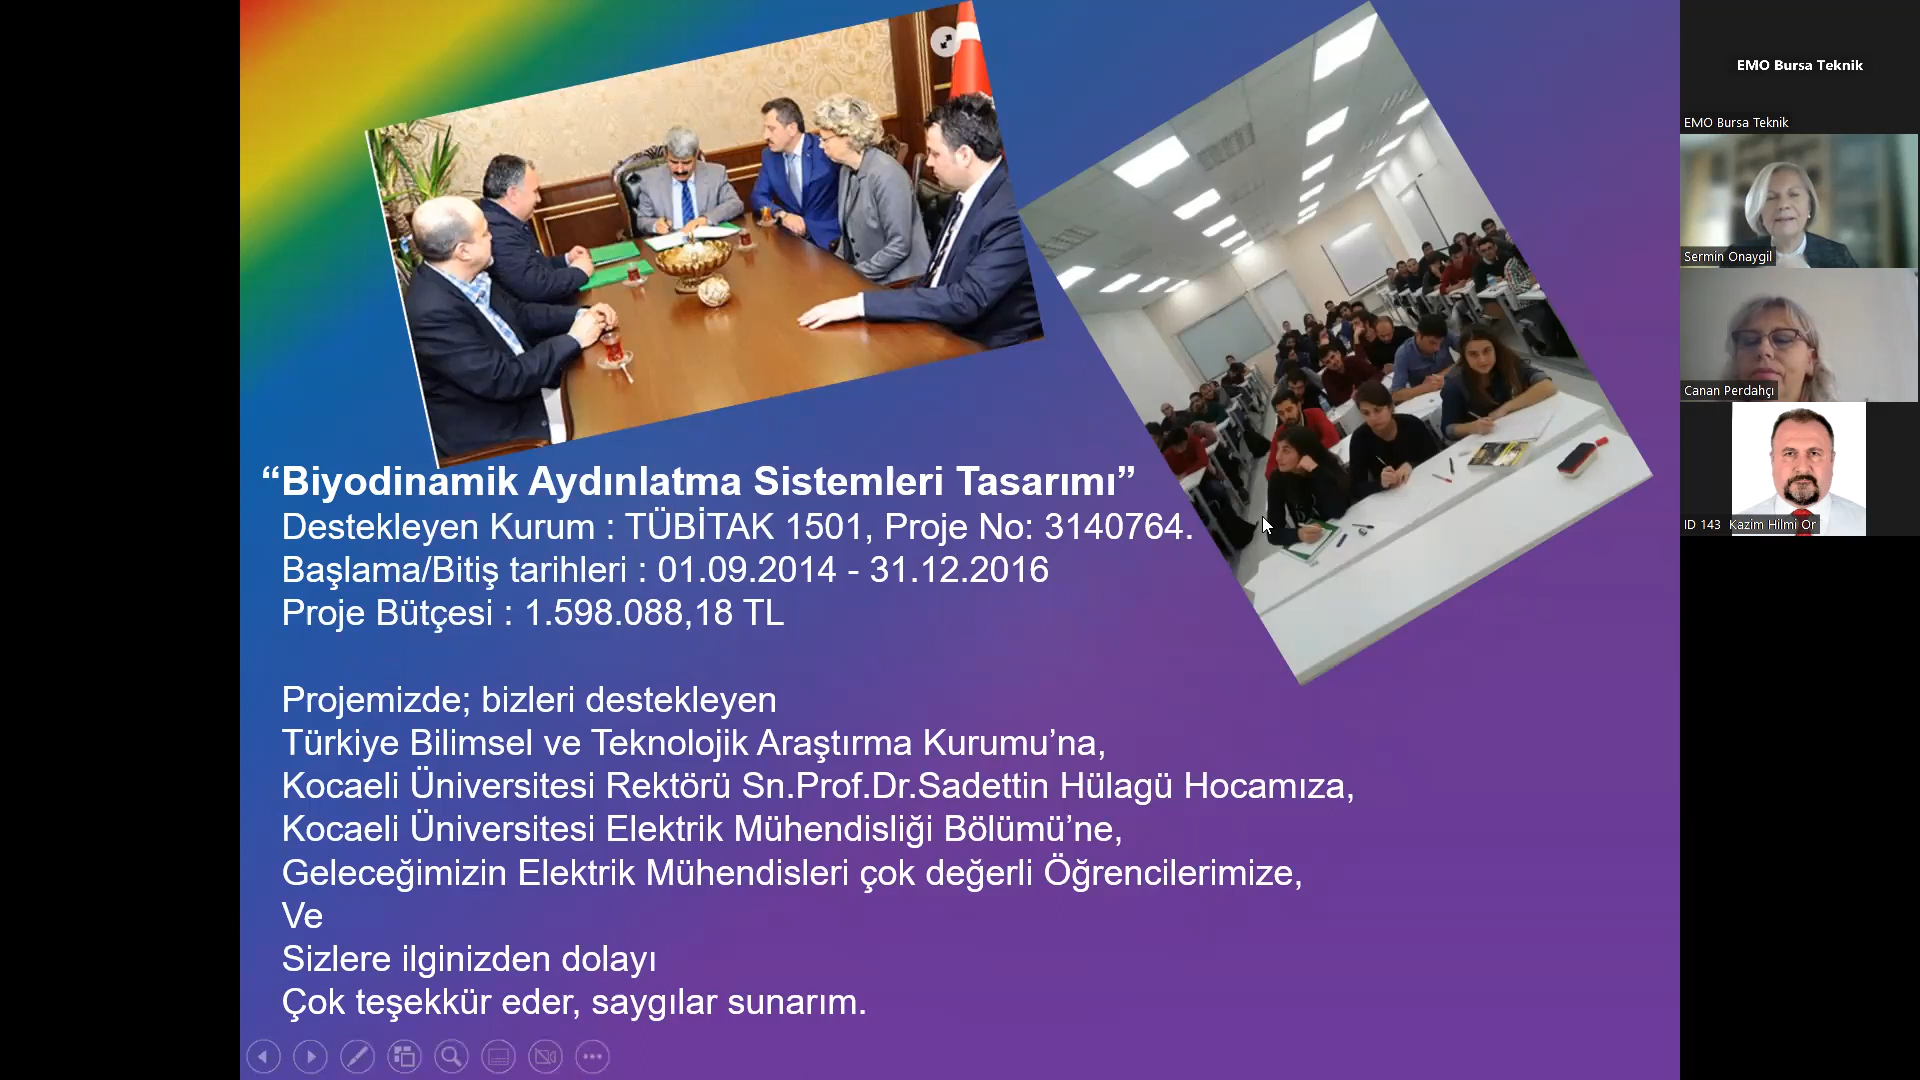 “Biyodinamik Aydınlatma Sistemleri Tasarımı”
Destekleyen Kurum : TÜBİTAK 1501, Proje No: 3140764.
Başlama/Bitiş tarihleri : 01.09.2014 - 31.12.2016
Proje Bütçesi : 1.598.088,18 TL
Projemizde; bizleri destekleyen
Türkiye Bilimsel ve Teknolojik Araştırma Kurumu’na,
Kocaeli Üniversitesi Rektörü Sn.Prof.Dr.Sadettin Hülagü Hocamıza,
Kocaeli Üniversitesi Elektrik Mühendisliği Bölümü’ne,
Geleceğimizin Elektrik Mühendisleri çok değerli Öğrencilerimize,
Ve
Sizlere ilginizden dolayı
Çok teşekkür eder, saygılar sunarım.
EMO Bursa Teknik
EMO Bursa Teknik
Sermin Onaygil
Canan Perdahçı
ID 143 Kazim Hilmi Or